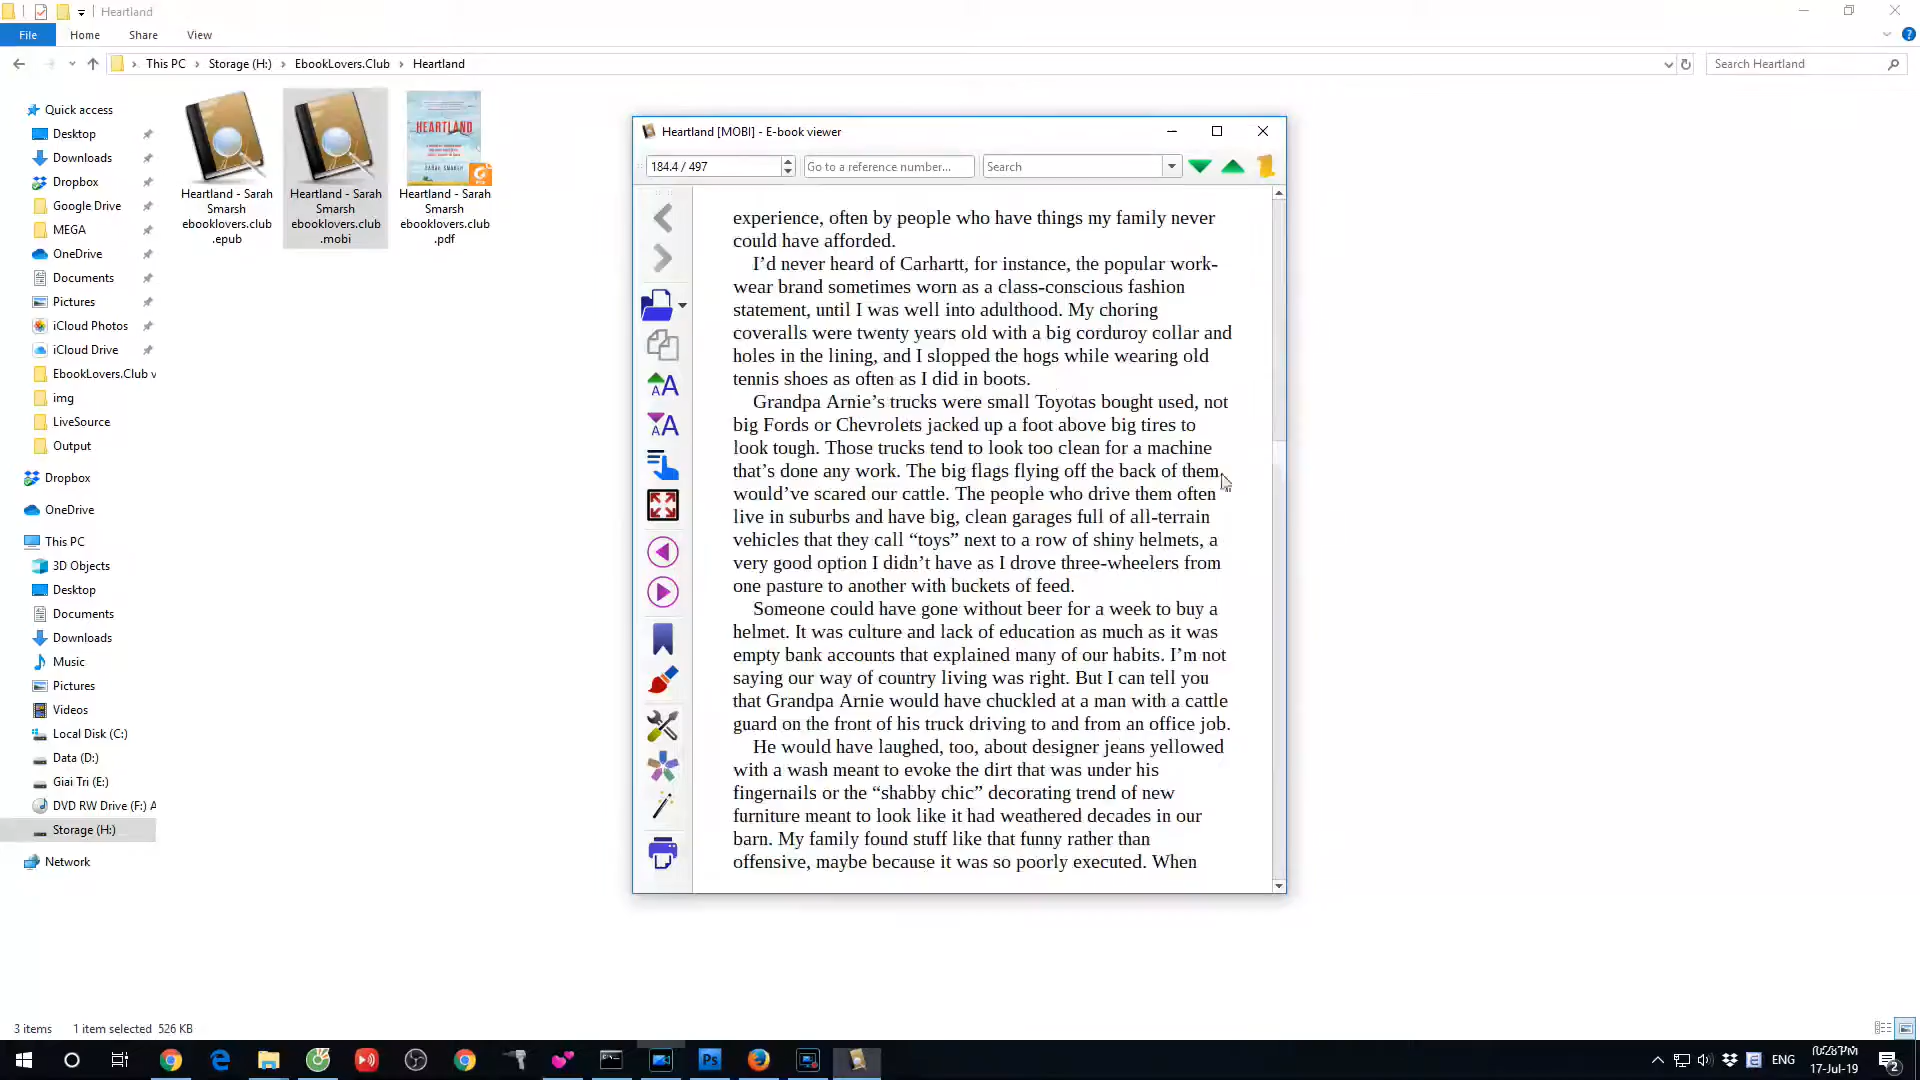 Heartland
File
Home
Share
View
This PC
Storage (H:)
EbookLovers.Club
Heartland
Search Heartland
Quick access
Desktop
Downloads
Dropbox
Google Drive
MEGA
OneDrive
Documents
Pictures
iCloud Photos
iCloud Drive
EbookLovers.Club v
img
LiveSource
Output
Dropbox
OneDrive
This PC
3D Objects
Desktop
Documents
Downloads
Music
Pictures
Videos
Local Disk (C:)
Data (D:)
Giai Tri (E:)
DVD RW Drive (F:) A
Storage (H:)
Network
Heartland - Sarah
Smarsh
ebooklovers.club
.epub
Heartland - Sarah
Smarsh
ebooklovers.club
.mobi
HEARTLAND
SARAH SMARSH
Heartland - Sarah
Smarsh
ebooklovers.club
.pdf
Heartland [MOBI] - E-book viewer
184.4 / 497
Go to a reference number...
Search
experience, often by people who have things my family never
could have afforded.
I’d never heard of Carhartt, for instance, the popular work-
wear brand sometimes worn as a class-conscious fashion
statement, until I was well into adulthood. My choring
coveralls were twenty years old with a big corduroy collar and
holes in the lining, and I slopped the hogs while wearing old
tennis shoes as often as I did in boots.
Grandpa Arnie’s trucks were small Toyotas bought used, not
big Fords or Chevrolets jacked up a foot above big tires to
look tough. Those trucks tend to look too clean for a machine
that’s done any work. The big flags flying off the back of them
would’ve scared our cattle. The people who drive them often
live in suburbs and have big, clean garages full of all-terrain
vehicles that they call “toys” next to a row of shiny helmets, a
very good option I didn’t have as I drove three-wheelers from
one pasture to another with buckets of feed.
Someone could have gone without beer for a week to buy a
helmet. It was culture and lack of education as much as it was
empty bank accounts that explained many of our habits. I’m not
saying our way of country living was right. But I can tell you
that Grandpa Arnie would have chuckled at a man with a cattle
guard on the front of his truck driving to and from an office job.
He would have laughed, too, about designer jeans yellowed
with a wash meant to evoke the dirt that was under his
fingernails or the “shabby chic” decorating trend of new
furniture meant to look like it had weathered decades in our
barn. My family found stuff like that funny rather than
offensive, maybe because it was so poorly executed. When
3 items
1 item selected 526 KB
Ps
ENG
17-Jul-19
2